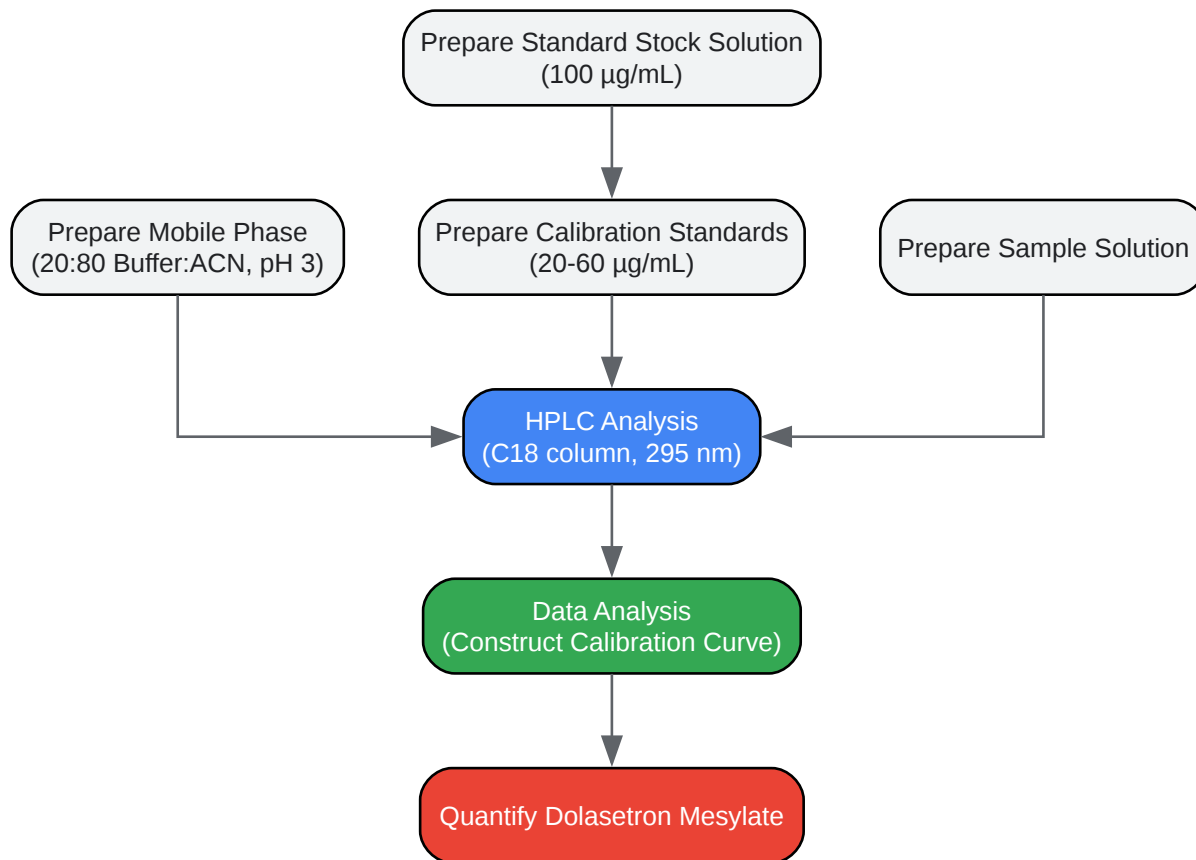 Prepare Standard Stock Solution
(100 µg/mL)
Prepare Mobile Phase
(20:80 Buffer:ACN, pH 3)
Prepare Calibration Standards
(20-60 µg/mL)
Prepare Sample Solution
HPLC Analysis
(C18 column, 295 nm)
Data Analysis
(Construct Calibration Curve)
Quantify Dolasetron Mesylate